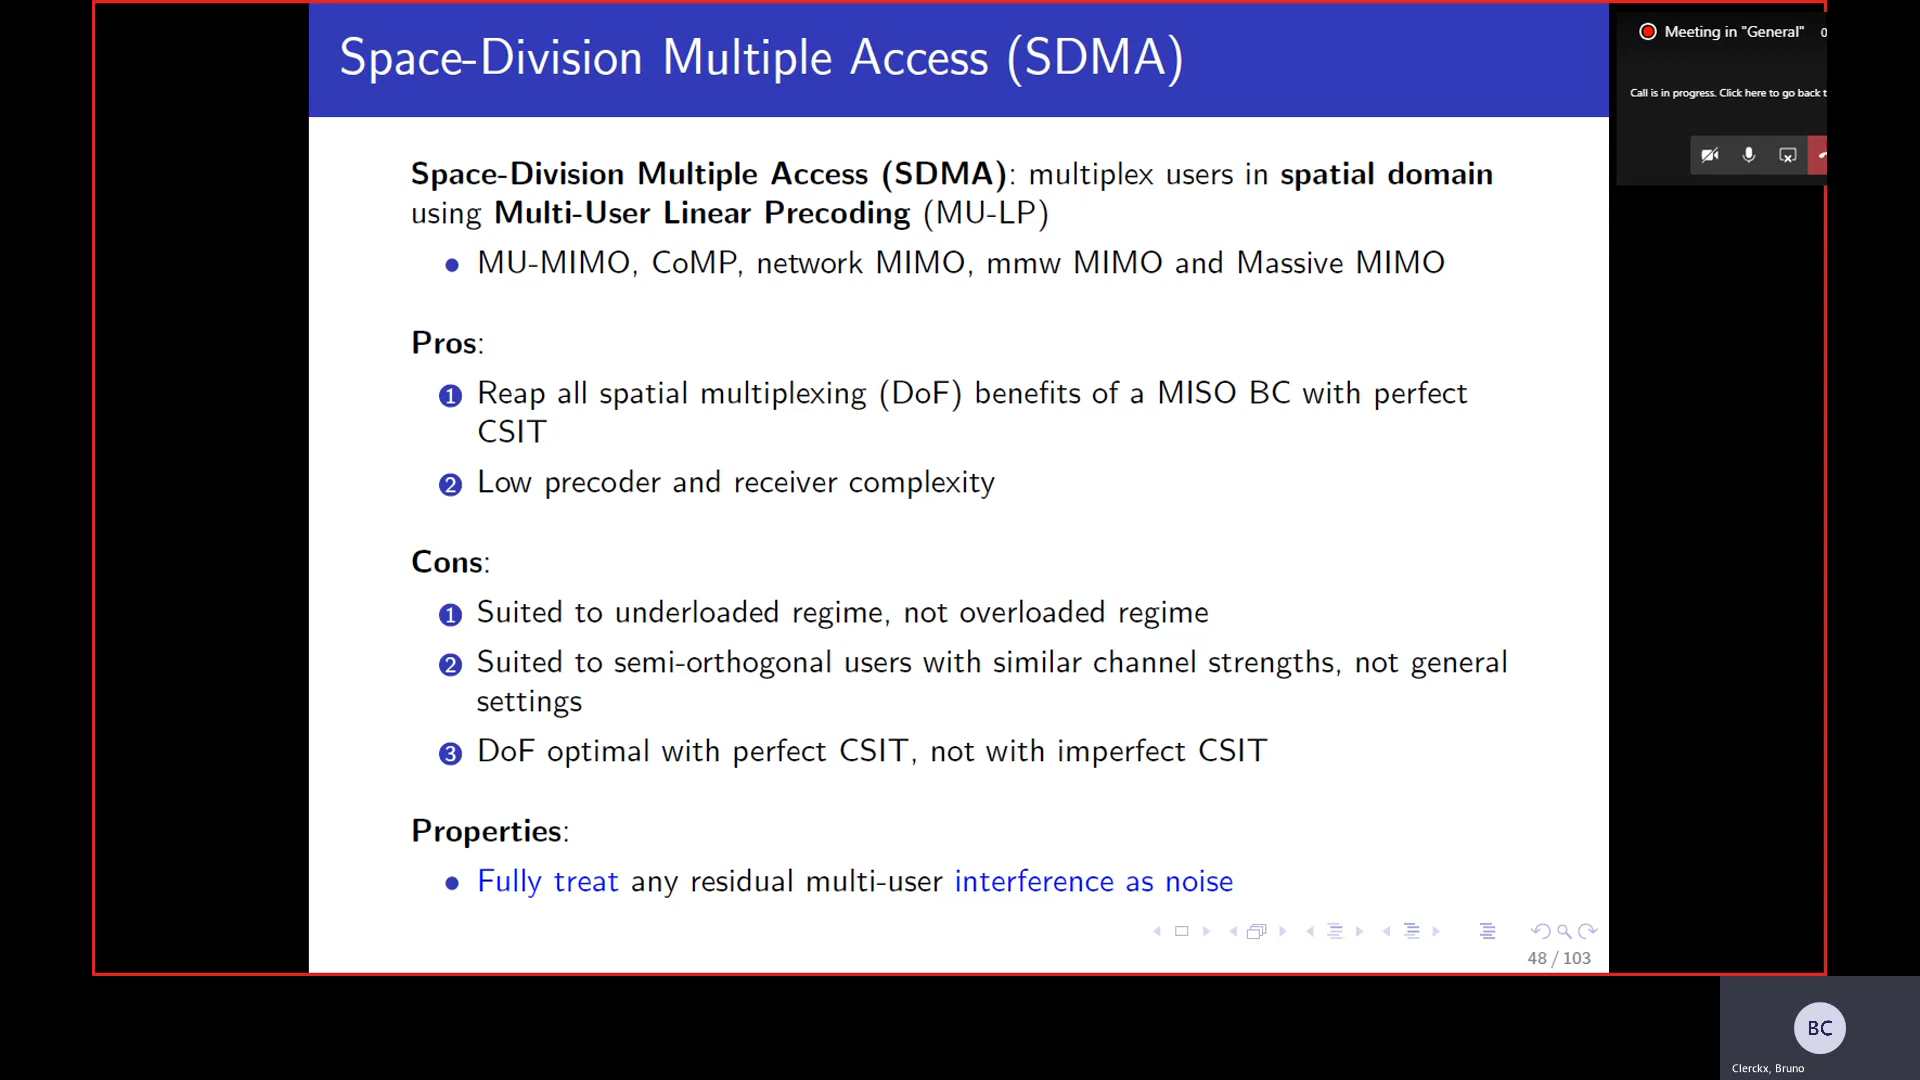 Space-Division Multiple Access (SDMA)
Meeting in "General"
Call is in progress. Click here to go back t
Space-Division Multiple Access (SDMA): multiplex users in spatial domain
using Multi-User Linear Precoding (MU-LP)
MU-MIMO, CoMP, network MIMO, mmw MIMO and Massive MIMO
Pros:
1 Reap all spatial multiplexing (DoF) benefits of a MISO BC with perfect
CSIT
2 Low precoder and receiver complexity
Cons:
1 Suited to underloaded regime, not overloaded regime
2 Suited to semi-orthogonal users with similar channel strengths, not general
settings
3 DoF optimal with perfect CSIT, not with imperfect CSIT
Properties:
Fully treat any residual multi-user interference as noise
48 / 103
BC
Clerckx, Bruno